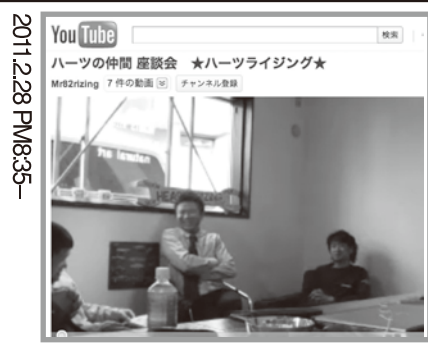 2011.2.28 PM8:35–
You Tube
検索
ハーツの仲間 座談会 ★ハーツライジング★
Mr82rizing 7 件の動画 チャンネル登録